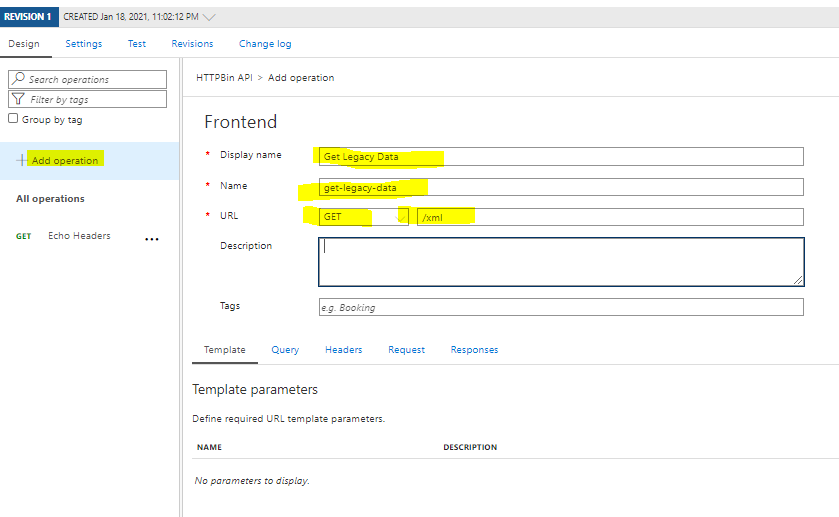 REVISION 1 CREATED Jan 18, 2021, 11:02:12 PM
Design Settings Test Revisions Change log
Search operations
Filter by tags
Group by tag
Add operation
All operations
GET Echo Headers ...
HTTPBin API > Add operation
Frontend
* Display name Get Legacy Data
* Name get-legacy-data
* URL GET /xml
Description
Tags e.g. Booking
Template Query Headers Request Responses
Template parameters
Define required URL template parameters.
NAME DESCRIPTION
No parameters to display.